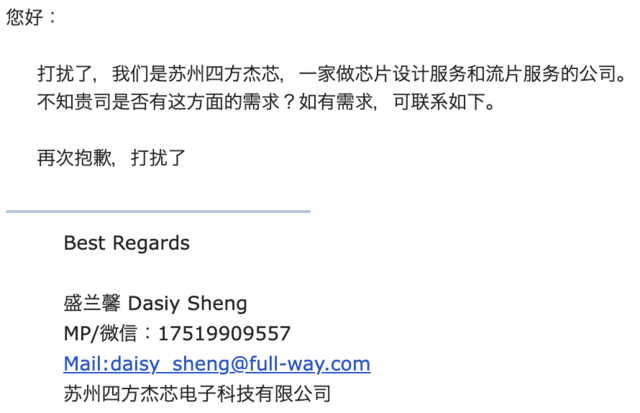 您好：
打扰了，我们是苏州四方杰芯，一家做芯片设计服务和流片服务的公司。
不知贵司是否有这方面的需求？如有需求，可联系如下。
再次抱歉，打扰了
Best Regards
盛兰馨 Dasiy Sheng
MP/微信：17519909557
Mail:daisy_sheng@full-way.com
苏州四方杰芯电子科技有限公司